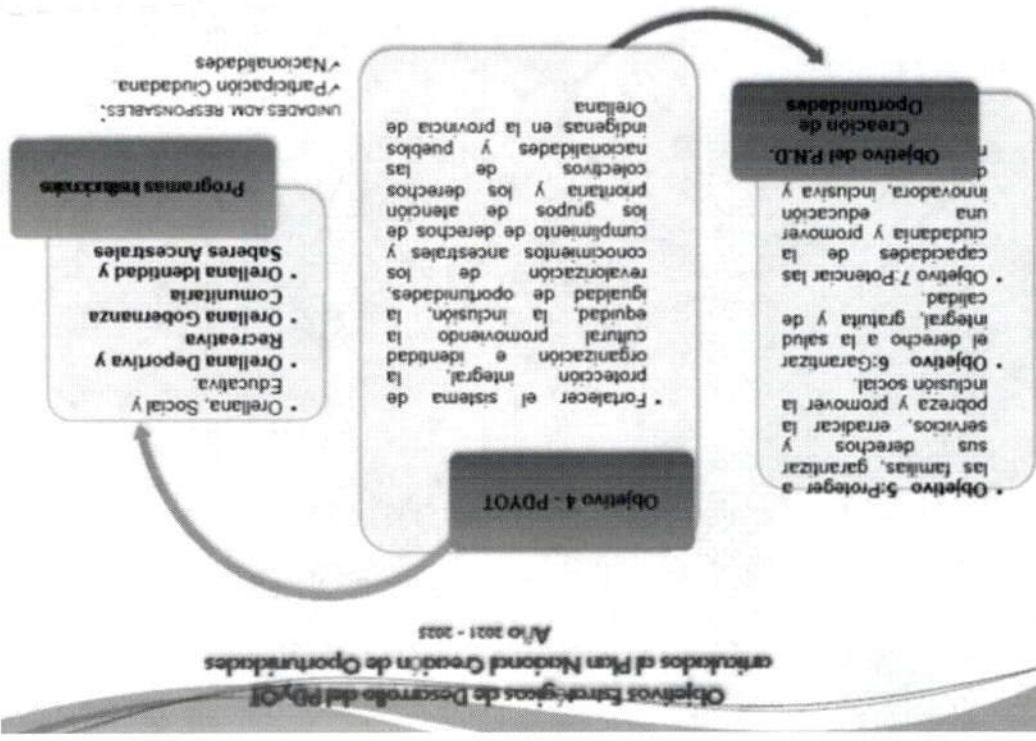 Objetivos Estratégicos de Desarrollo del PDyOT
articulados al Plan Nacional Creación de Oportunidades
Año 2021 - 2025
• Objetivo 5:Proteger a
las familias, garantizar
sus derechos y
servicios, erradicar la
pobreza y promover la
inclusión social.
• Objetivo 6:Garantizar
el derecho a la salud
integral, gratuita y de
calidad.
• Objetivo 7:Potenciar las
capacidades de la
ciudadanía y promover
una educación
innovadora, inclusiva y
Objetivo del P.N.D.
Creación de
Oportunidades
Objetivo 4 - PDYOT
• Fortalecer el sistema de
protección integral, la
organización e identidad
cultural promoviendo la
equidad, la inclusión, la
igualdad de oportunidades,
revalorización de los
conocimientos ancestrales y
cumplimiento de derechos de
los grupos de atención
prioritaria y los derechos
colectivos de las
nacionalidades y pueblos
indígenas en la provincia de
Orellana
• Orellana, Social y
Educativa.
• Orellana Deportiva y
Recreativa
• Orellana Gobernanza
Comunitaria
• Orellana Identidad y
Saberes Ancestrales
Programas Institucionales
UNIDADES ADM. RESPONSABLES:
✓Participación Ciudadana.
✓Nacionalidades